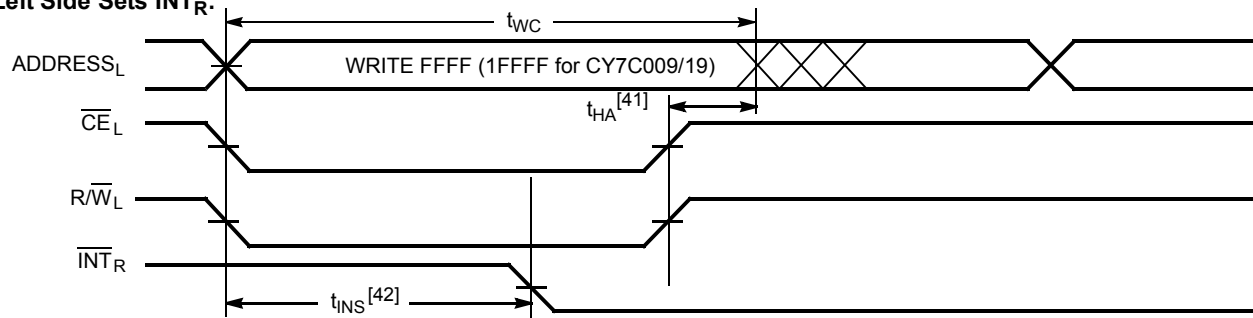 Left Side Sets INTR:
tWC
ADDRESSL
WRITE FFFF (1FFFF for CY7C009/19)
tHA[41]
CEL
R/WL
INTR
tINS[42]